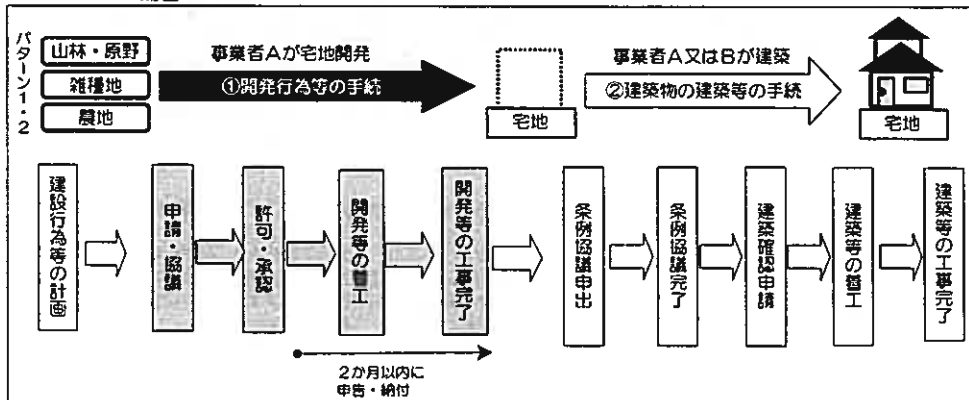 パターン1・2
山林・原野
雑種地
農地
事業者Aが宅地開発
①開発行為等の手続
宅地
事業者A又はBが建築
②建築物の建築等の手続
宅地
建設行為等の計画
申請・協議
許可・承認
開発等の着工
開発等の工事完了
条例協議申出
条例協議完了
建築確認申請
建築等の着工
建築等の工事完了
2か月以内に
申告・納付